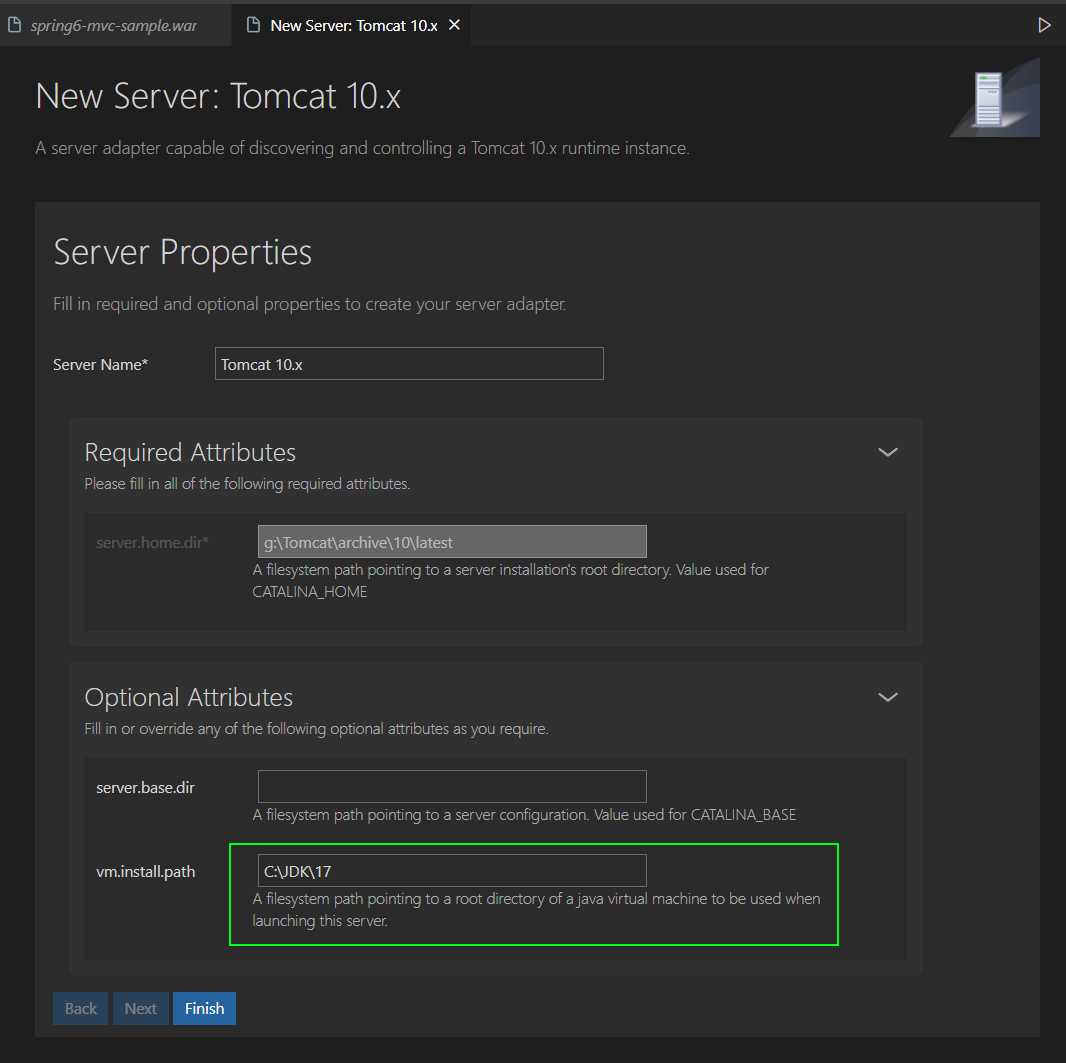 spring6-mvc-sample.war
New Server: Tomcat 10.x
New Server: Tomcat 10.x
A server adapter capable of discovering and controlling a Tomcat 10.x runtime instance.
Server Properties
Fill in required and optional properties to create your server adapter.
Server Name*
Tomcat 10.x
Required Attributes
Please fill in all of the following required attributes.
server.home.dir*
g:\Tomcat\archive\10\latest
A filesystem path pointing to a server installation's root directory. Value used for
CATALINA_HOME
Optional Attributes
Fill in or override any of the following optional attributes as you require.
server.base.dir
A filesystem path pointing to a server configuration. Value used for CATALINA_BASE
vm.install.path
C:\JDK\17
A filesystem path pointing to a root directory of a java virtual machine to be used when
launching this server.
Back
Next
Finish